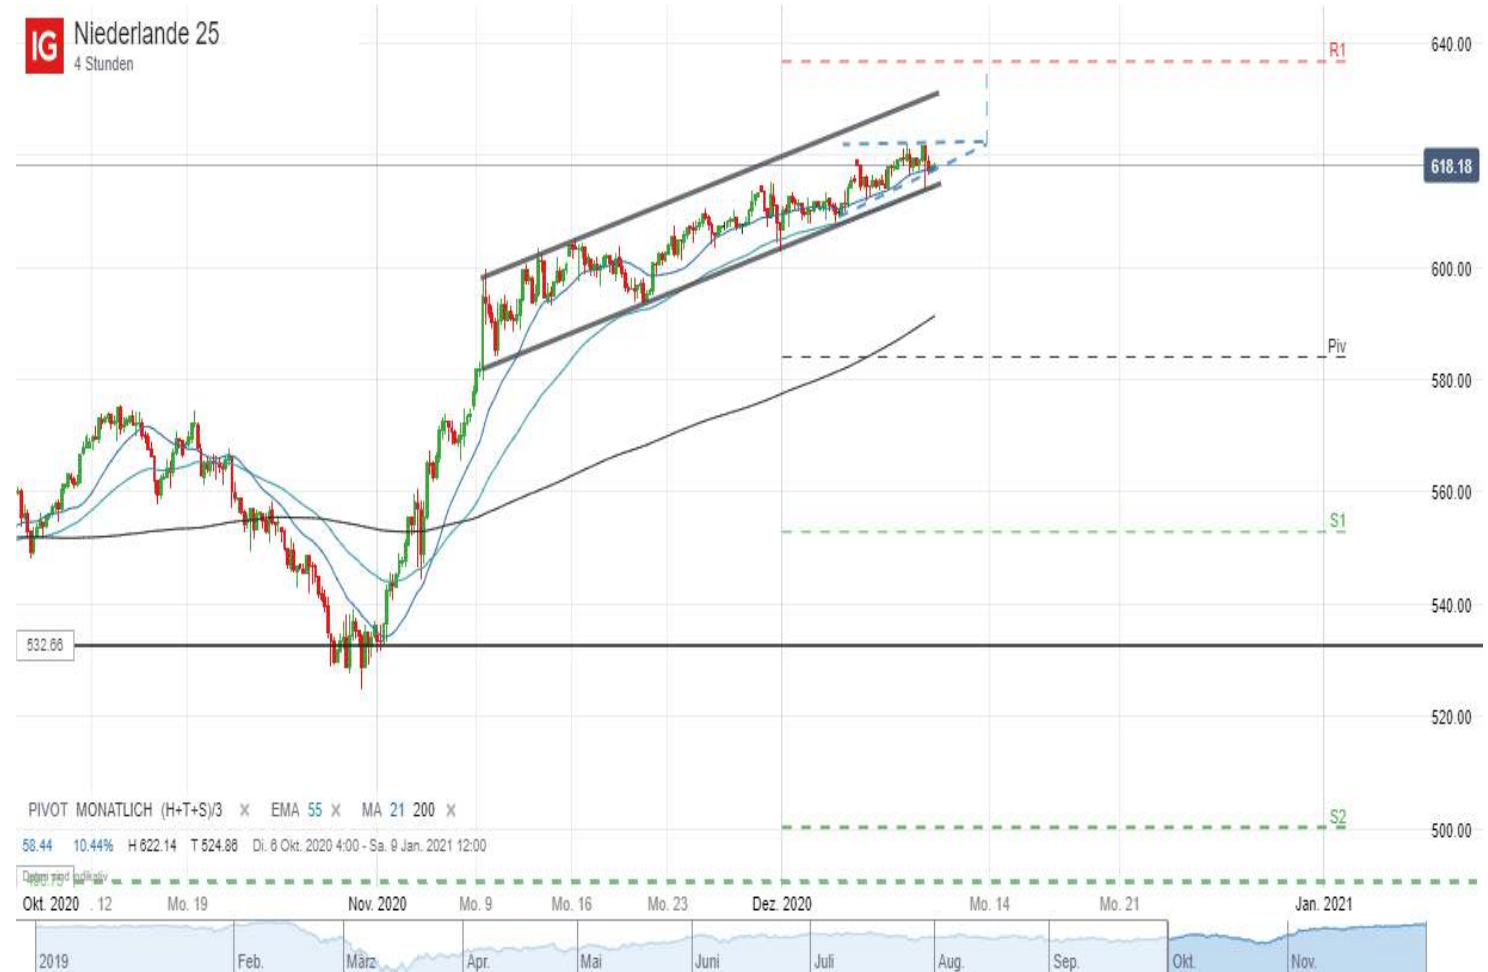 IG
Niederlande 25
4 Stunden
640.00
R1
618.18
600.00
Piv
580.00
560.00
S1
540.00
532.66
520.00
PIVOT MONATLICH (H+T+S)/3 × EMA 55 × MA 21 200 ×
S2
500.00
58.44 10.44% H 622.14 T 524.86 Di. 6 Okt. 2020 4:00 - Sa. 9 Jan. 2021 12:00
Daten sind indikativ
Okt. 2020 . 12 Mo. 19 Nov. 2020 Mo. 9 Mo. 16 Mo. 23 Dez. 2020 Mo. 14 Mo. 21 Jan. 2021
2019 Feb. März Apr. Mai Juni Juli Aug. Sep. Okt. Nov.